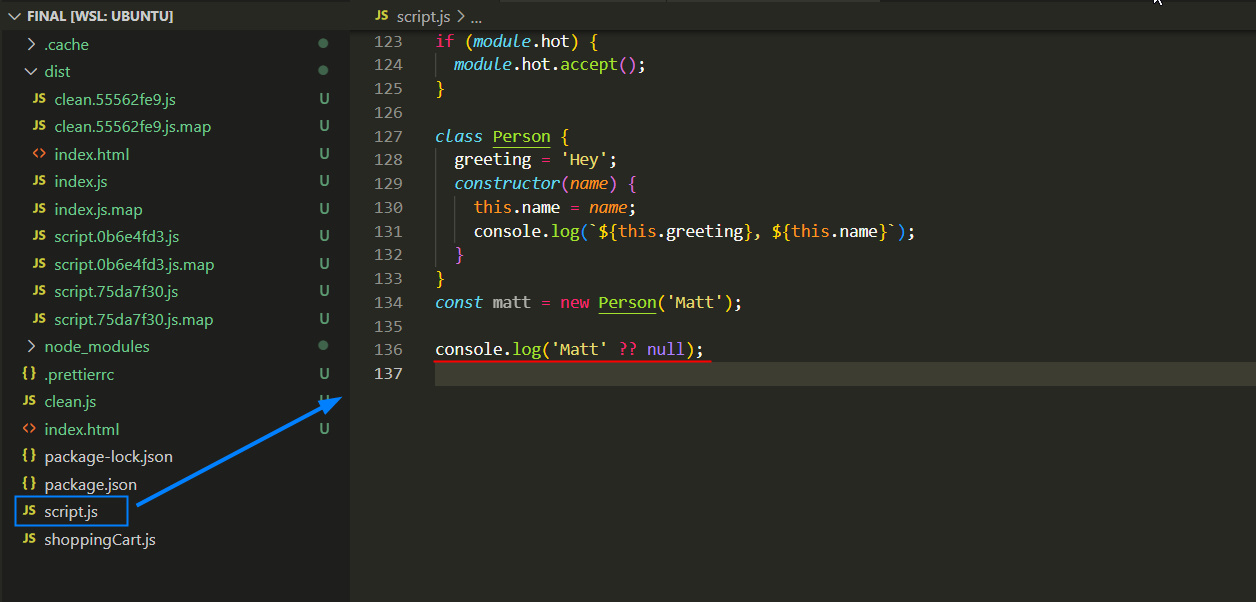 FINAL [WSL: UBUNTU]
.cache
dist
JS clean.55562fe9.js U
JS clean.55562fe9.js.map U
<> index.html U
JS index.js U
JS index.js.map U
JS script.0b6e4fd3.js U
JS script.0b6e4fd3.js.map U
JS script.75da7f30.js U
JS script.75da7f30.js.map U
node_modules
{} .prettierrc U
JS clean.js U
<> index.html U
{} package-lock.json
{} package.json
JS script.js
JS shoppingCart.js
JS script.js > ...
123 if (module.hot) {
124   module.hot.accept();
125 }
126
127 class Person {
128   greeting = 'Hey';
129   constructor(name) {
130     this.name = name;
131     console.log(`${this.greeting}, ${this.name}`);
132   }
133 }
134 const matt = new Person('Matt');
135
136 console.log('Matt' ?? null);
137